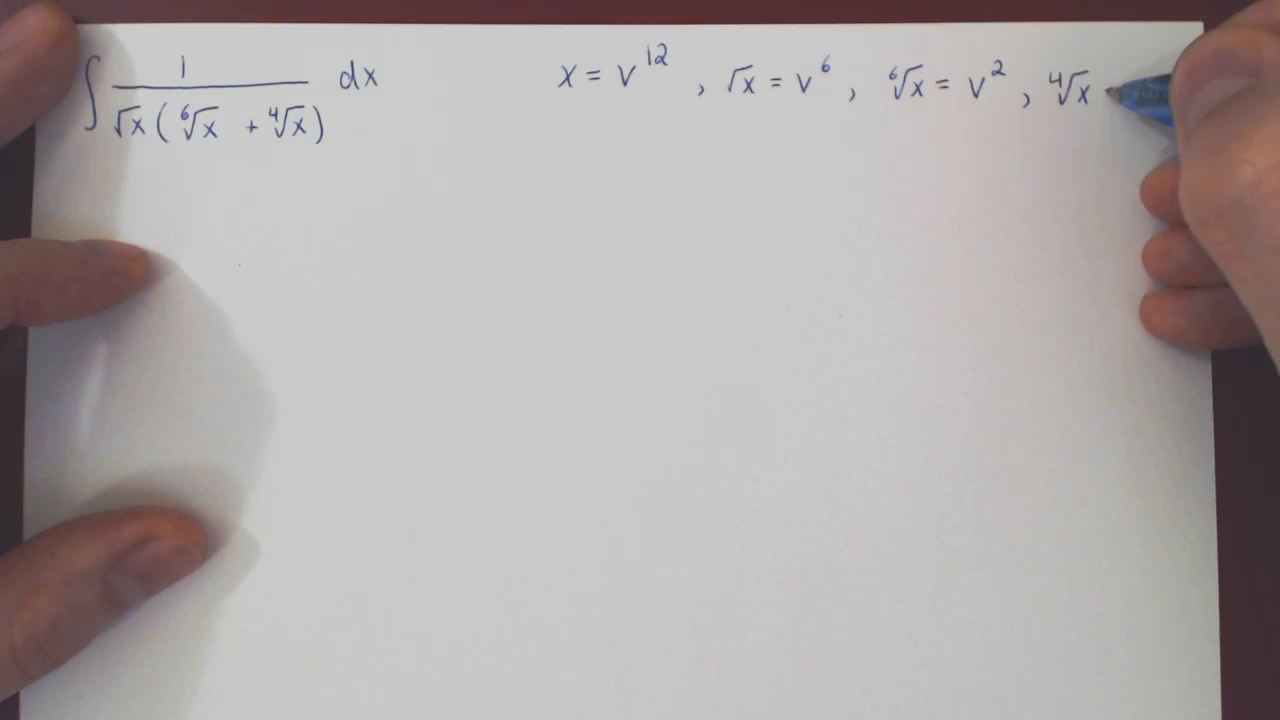 ∫ 1/(√x (⁶√x + ⁴√x)) dx    x = v¹² , √x = v⁶ , ⁶√x = v² , ⁴√x